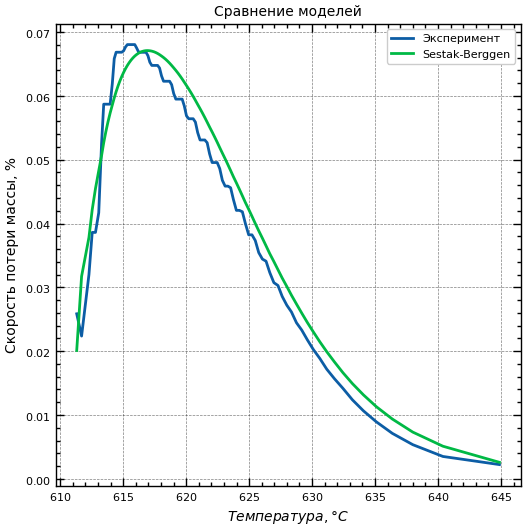 Сравнение моделей
Эксперимент
Sestak-Berggen
Скорость потери массы, %
0.07
0.06
0.05
0.04
0.03
0.02
0.01
0.00
610 615 620 625 630 635 640 645
Температура, °C